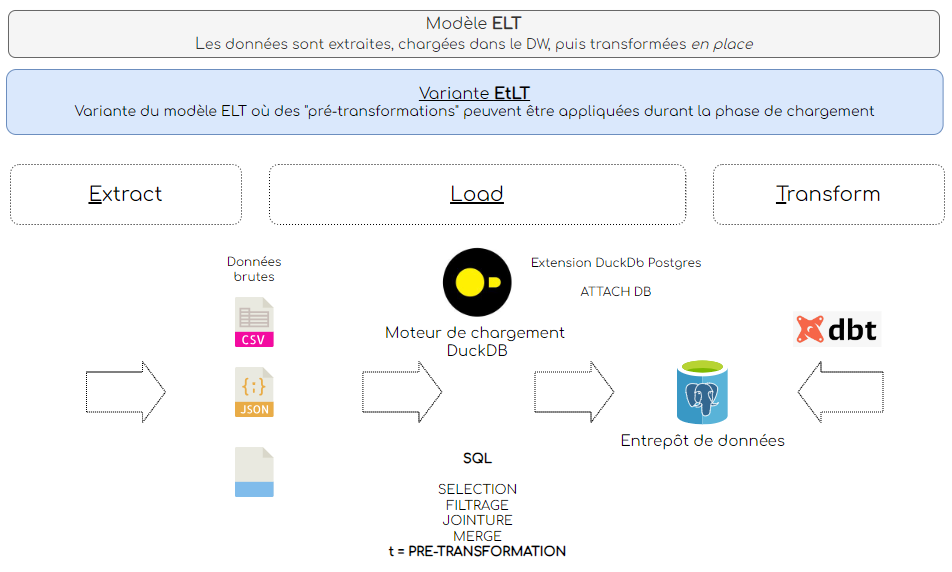 Modèle ELT
Les données sont extraites, chargées dans le DW, puis transformées en place
Variante EtLT
Variante du modèle ELT où des "pré-transformations" peuvent être appliquées durant la phase de chargement
Extract
Load
Transform
Données
brutes
CSV
{;}
JSON
Moteur de chargement
DuckDB
Extension DuckDb Postgres
ATTACH DB
dbt
Entrepôt de données
SQL
SELECTION
FILTRAGE
JOINTURE
MERGE
t = PRE-TRANSFORMATION